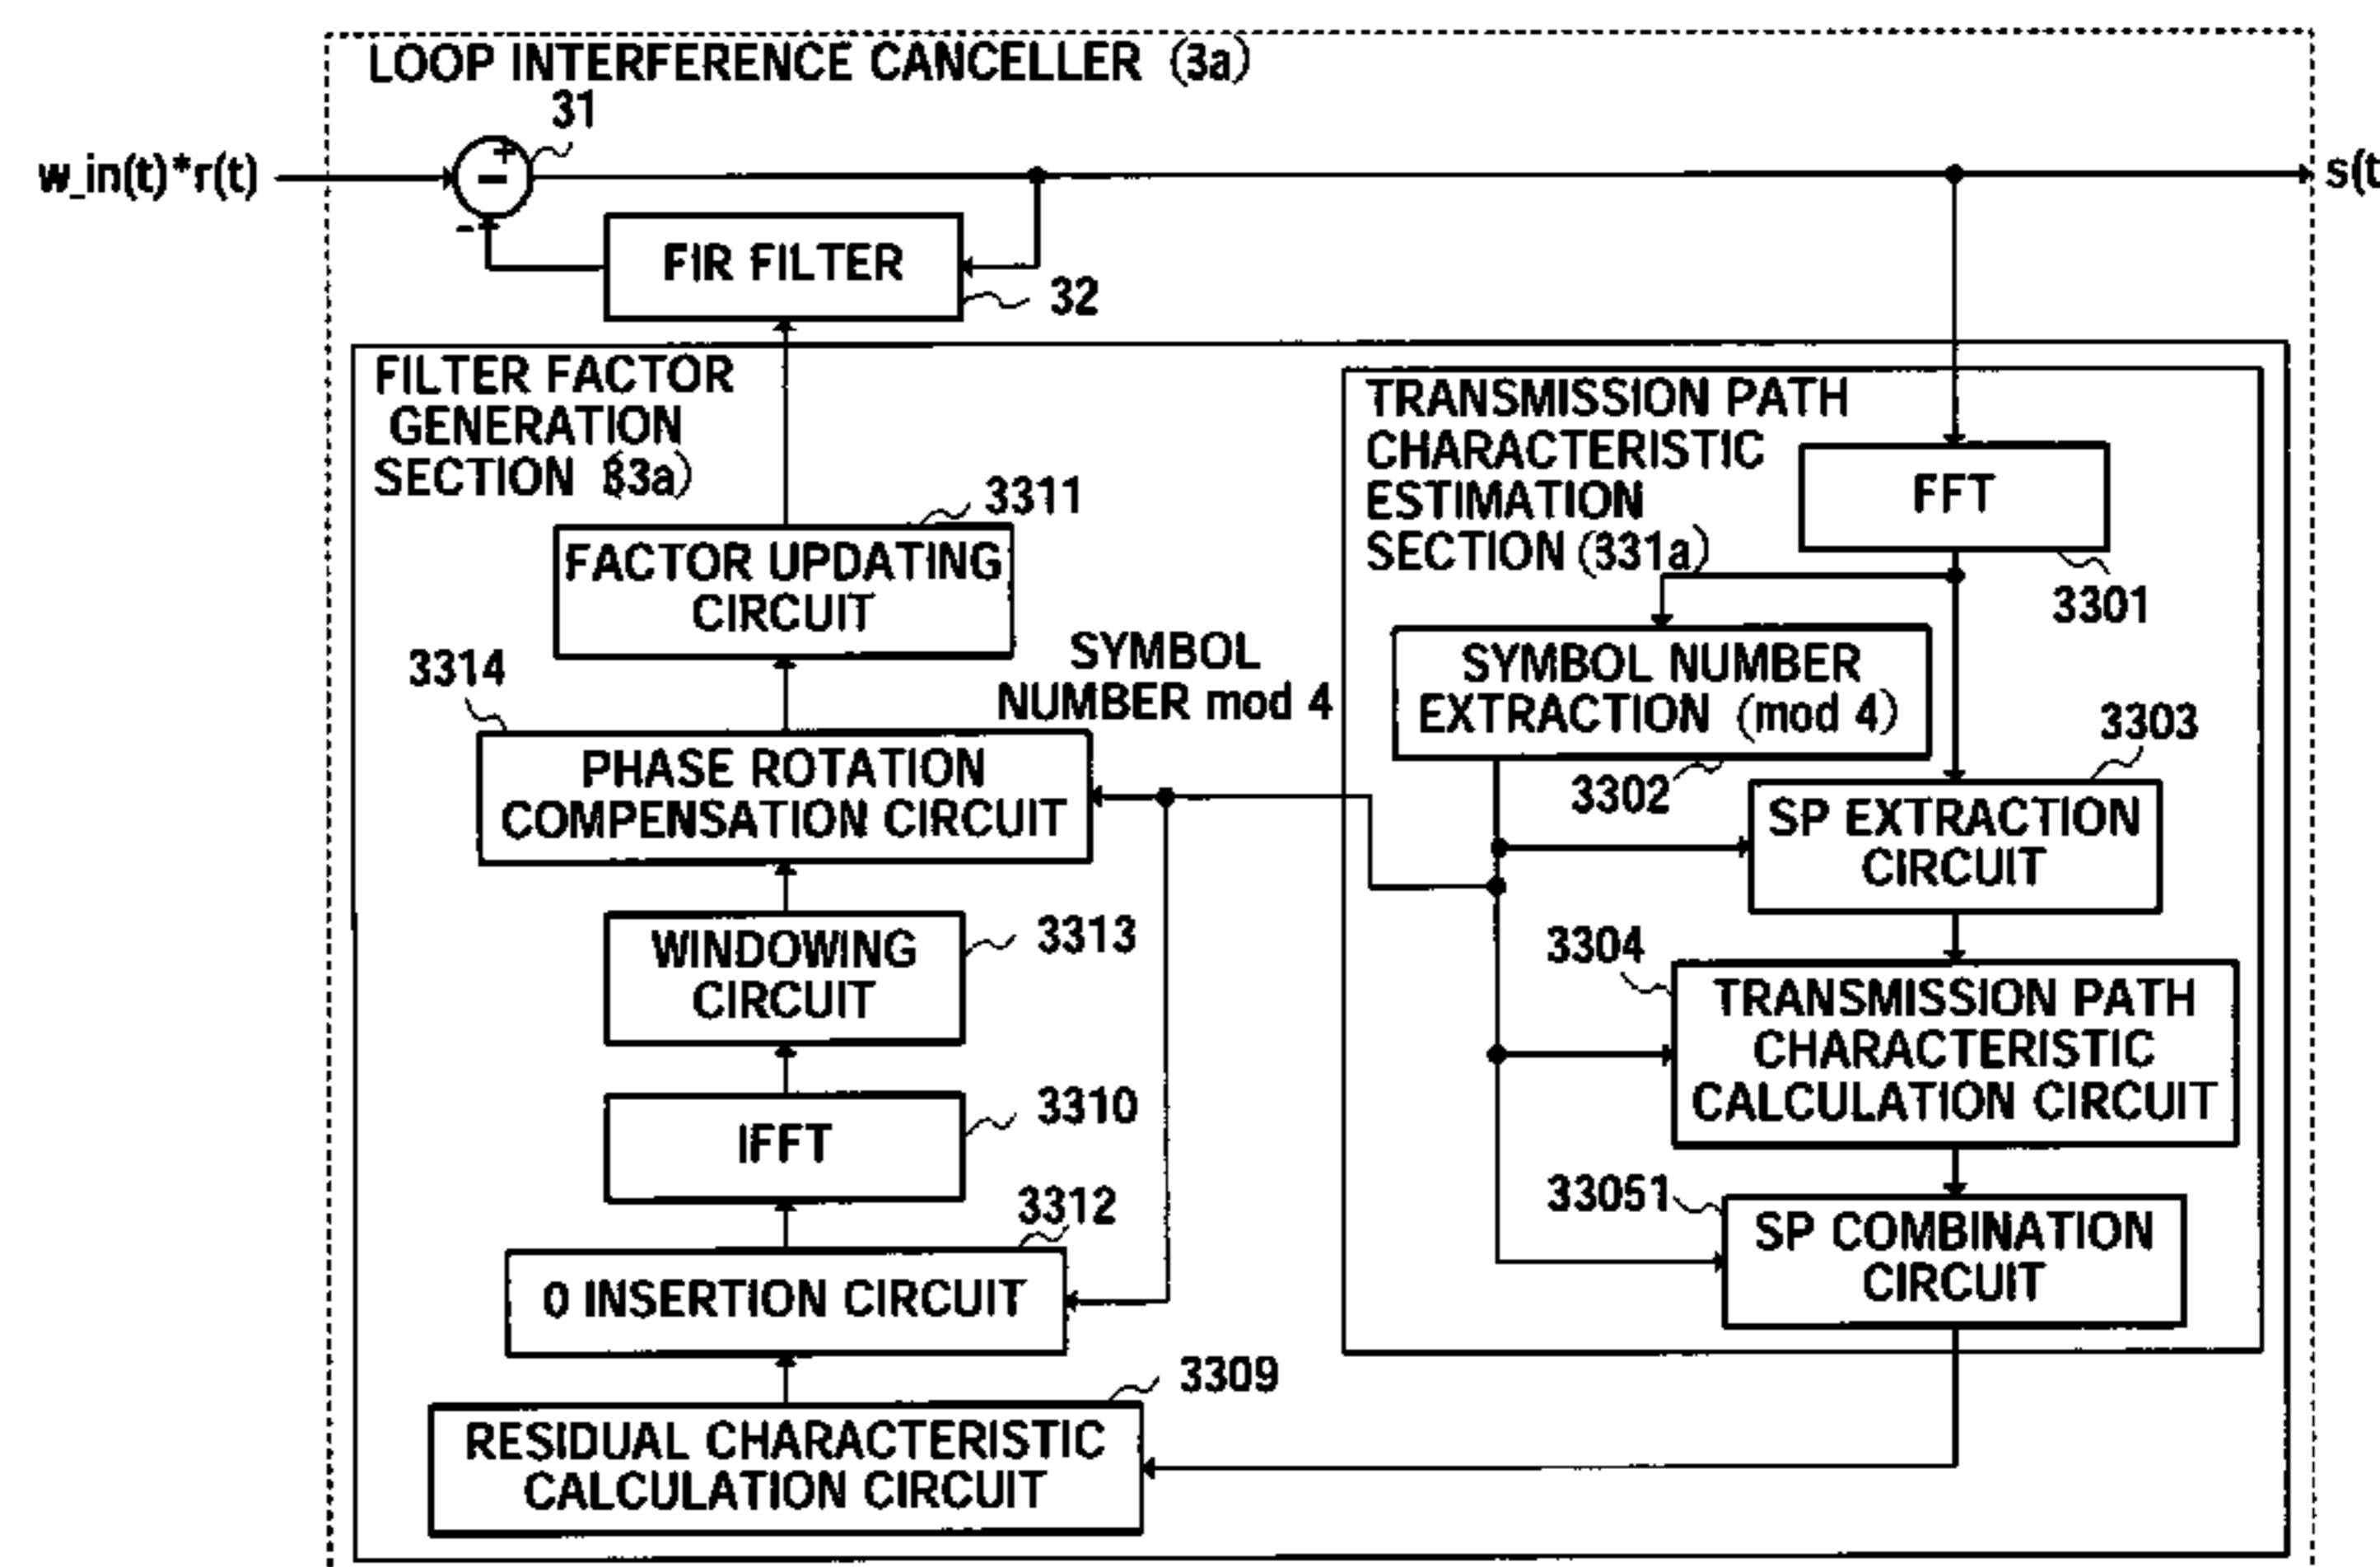 LOOP INTERFERENCE CANCELLER (3a)
31
+
w_in(t)*r(t)
-
s(t
-
FIR FILTER
32
FILTER FACTOR
GENERATION
SECTION 33a)
TRANSMISSION PATH
CHARACTERISTIC
ESTIMATION
SECTION (331a)
FFT
3301
3311
FACTOR UPDATING
CIRCUIT
SYMBOL
NUMBER mod 4
SYMBOL NUMBER
EXTRACTION (mod 4)
3302
3303
SP EXTRACTION
CIRCUIT
3314
PHASE ROTATION
COMPENSATION CIRCUIT
WINDOWING
CIRCUIT
3313
3304
TRANSMISSION PATH
CHARACTERISTIC
CALCULATION CIRCUIT
IFFT
3310
33051
SP COMBINATION
CIRCUIT
3312
0 INSERTION CIRCUIT
3309
RESIDUAL CHARACTERISTIC
CALCULATION CIRCUIT